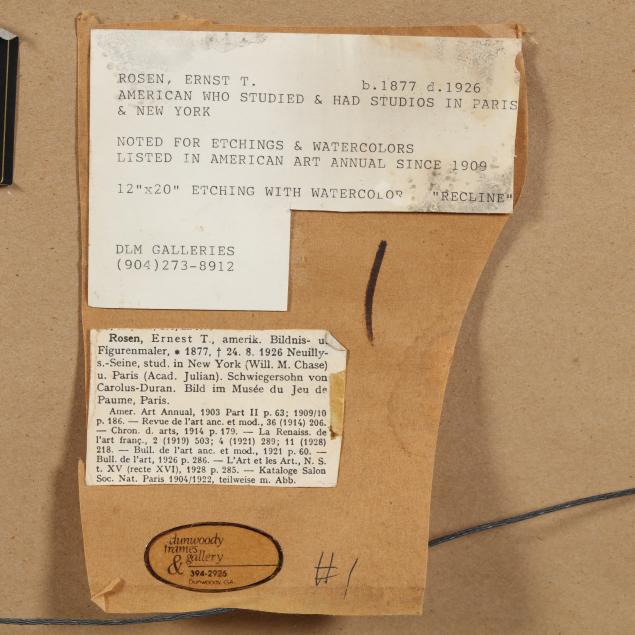 ROSEN, ERNST T. b.1877 d.1926
AMERICAN WHO STUDIED & HAD STUDIOS IN PARIS
& NEW YORK
NOTED FOR ETCHINGS & WATERCOLORS
LISTED IN AMERICAN ART ANNUAL SINCE 1909
12"x20" ETCHING WITH WATERCOLOR "RECLINE"
DLM GALLERIES
(904)273-8912
Rosen, Ernest T., amerik. Bildnis- u.
Figurenmaler, * 1877, † 24. 8. 1926 Neuilly-
s.-Seine, stud. in New York (Will. M. Chase)
u. Paris (Acad. Julian). Schwiegersohn von
Carolus-Duran. Bild im Musée du Jeu de
Paume, Paris.
Amer. Art Annual, 1903 Part II p. 63; 1909/10
p. 186. — Revue de l'art anc. et mod., 36 (1914) 206.
— Chron. d. arts, 1914 p. 179. — La Renaiss. de
l'art franç., 2 (1919) 503; 4 (1921) 289; 11 (1928)
218. — Bull. de l'art anc. et mod., 1921 p. 60. —
Bull. de l'art, 1926 p. 286. — L'Art et les Art., N. S.
t. XV (recte XVI), 1928 p. 285. — Kataloge Salon
Soc. Nat. Paris 1904/1922, teilweise m. Abb.
dunwoody
frames
& gallery
394-2926
Dunwoody, GA.
#1